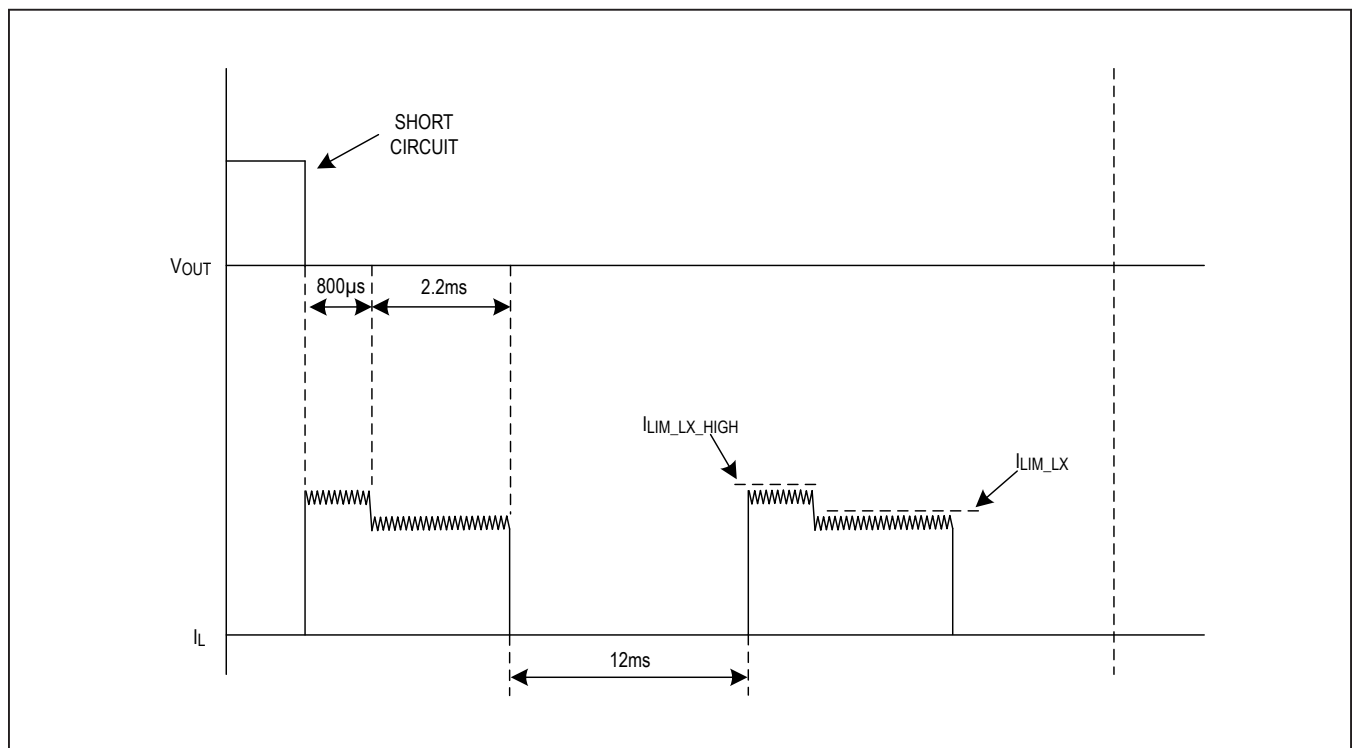 SHORT
CIRCUIT
VOUT
800µs
2.2ms
ILIM_LX_HIGH
ILIM_LX
IL
12ms